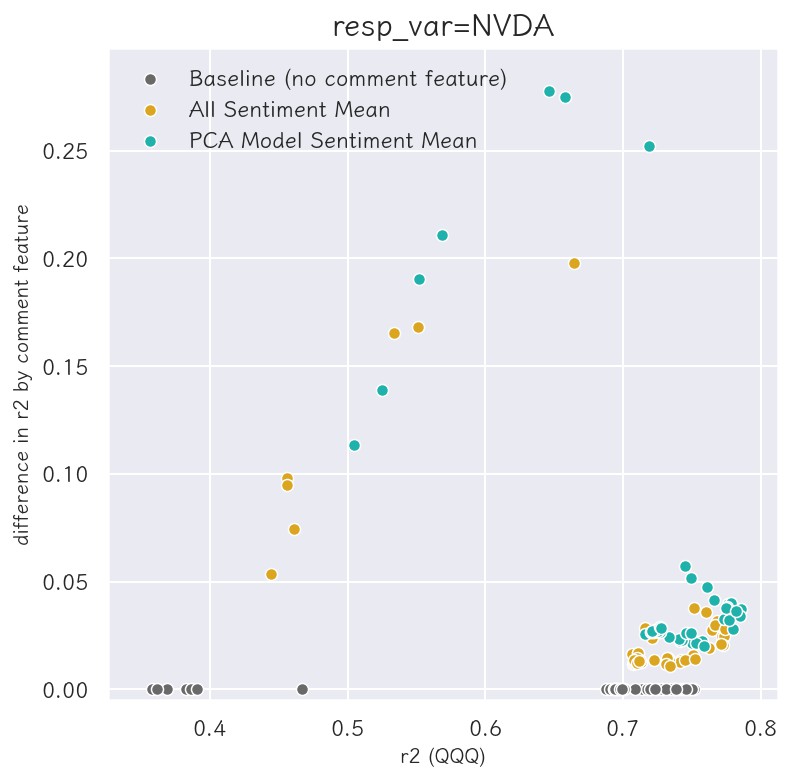 resp_var=NVDA
Baseline (no comment feature)
All Sentiment Mean
PCA Model Sentiment Mean
difference in r2 by comment feature
0.25
0.20
0.15
0.10
0.05
0.00
0.4 0.5 0.6 0.7 0.8
r2 (QQQ)